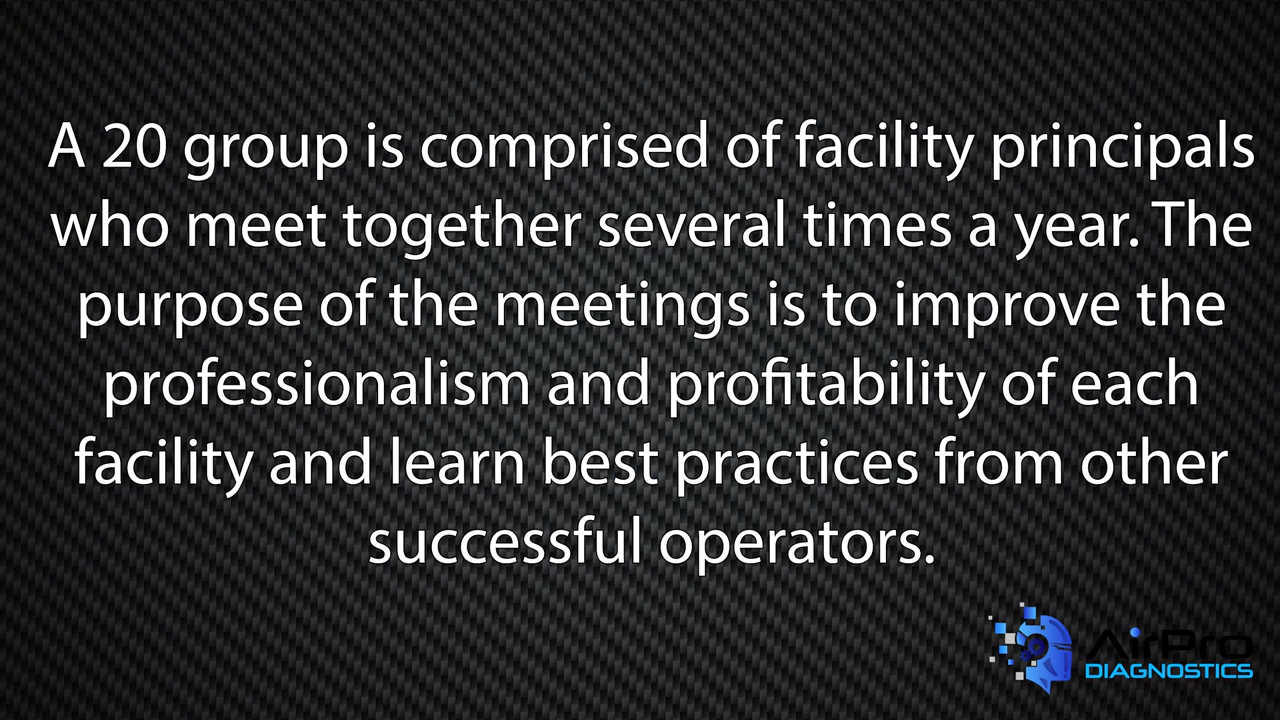 A 20 group is comprised of facility principals
who meet together several times a year. The
purpose of the meetings is to improve the
professionalism and profitability of each
facility and learn best practices from other
successful operators.
AirPro
DIAGNOSTICS